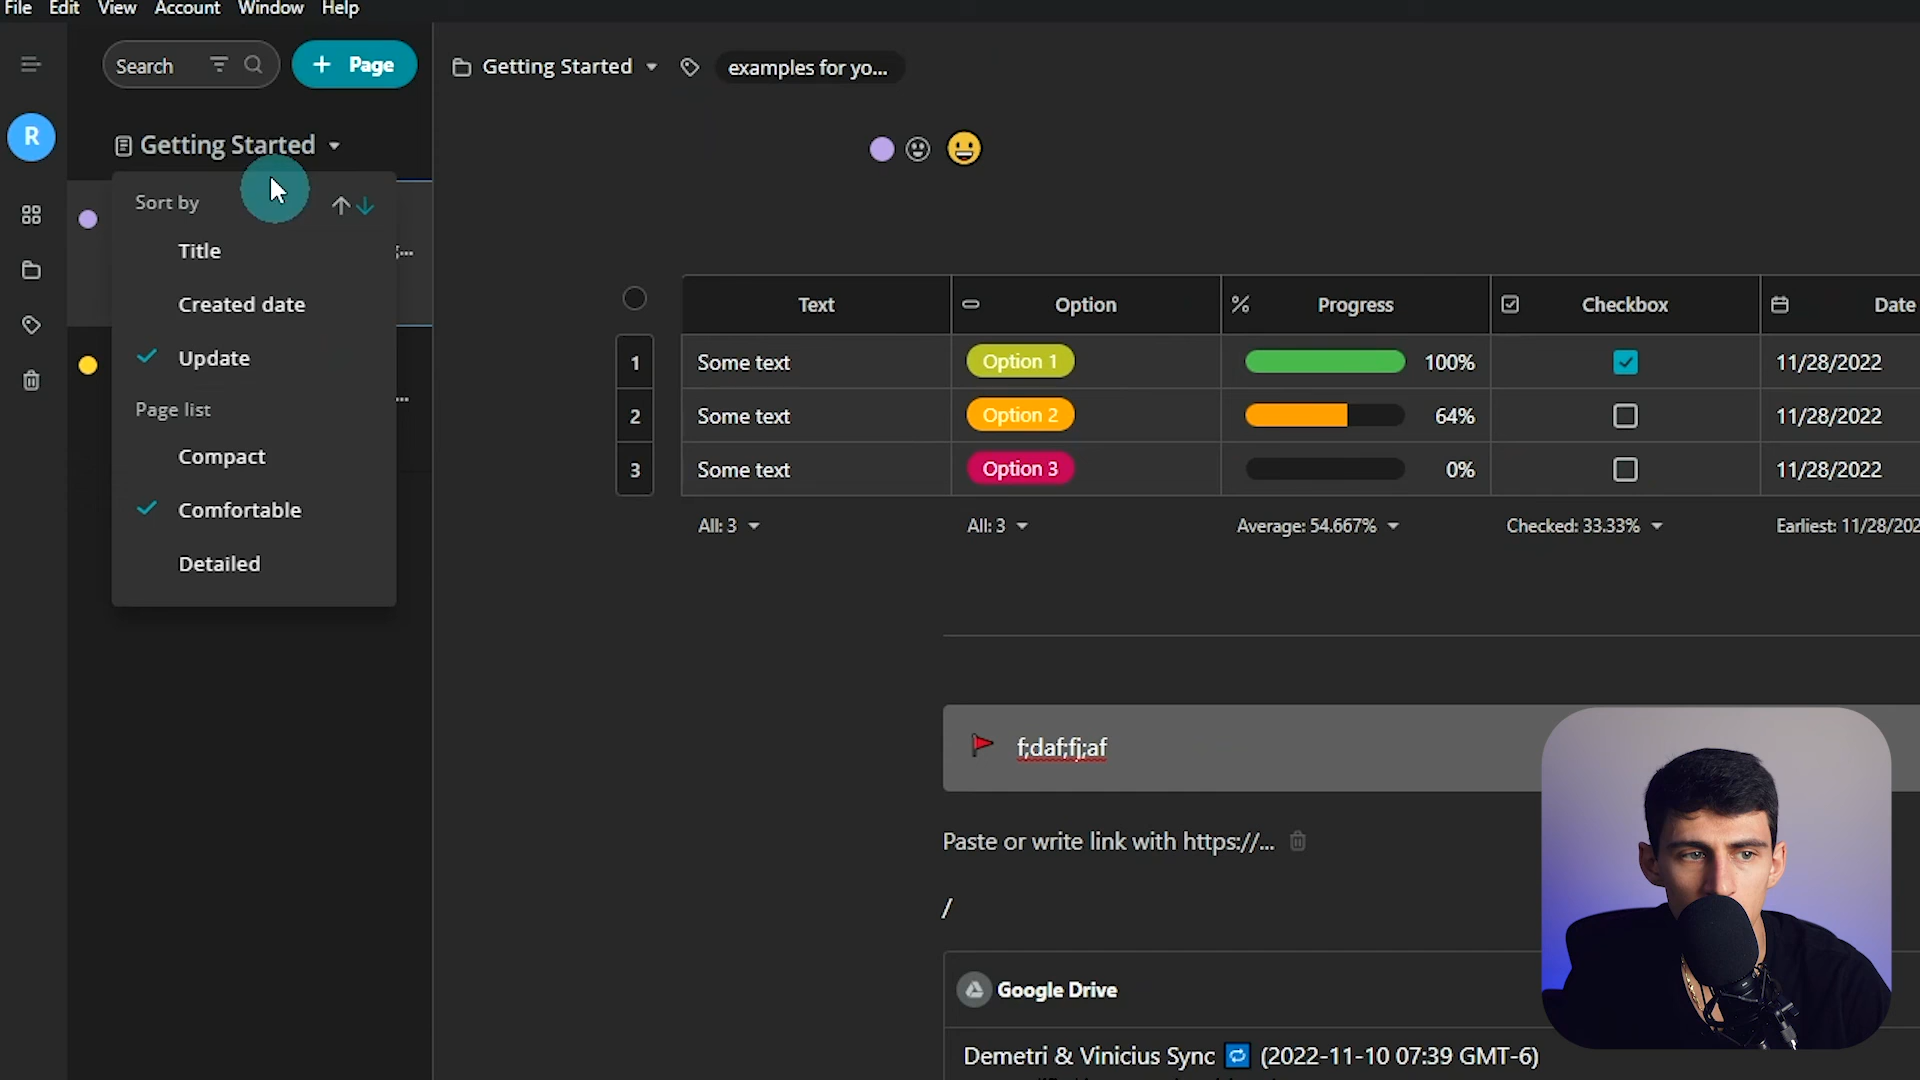 File Edit View Account Window Help
Search
+ Page
Getting Started
examples for yo...
R
Getting Started
Sort by
Title
Created date
Update
Page list
Compact
Comfortable
Detailed
Text Option Progress Checkbox Date
1 Some text Option 1 100% 11/28/2022
2 Some text Option 2 64% 11/28/2022
3 Some text Option 3 0% 11/28/2022
All: 3 All: 3 Average: 54.667% Checked: 33.33% Earliest: 11/28/202
f;daf;fj;af
Paste or write link with https://...
/
Google Drive
Demetri & Vinicius Sync (2022-11-10 07:39 GMT-6)